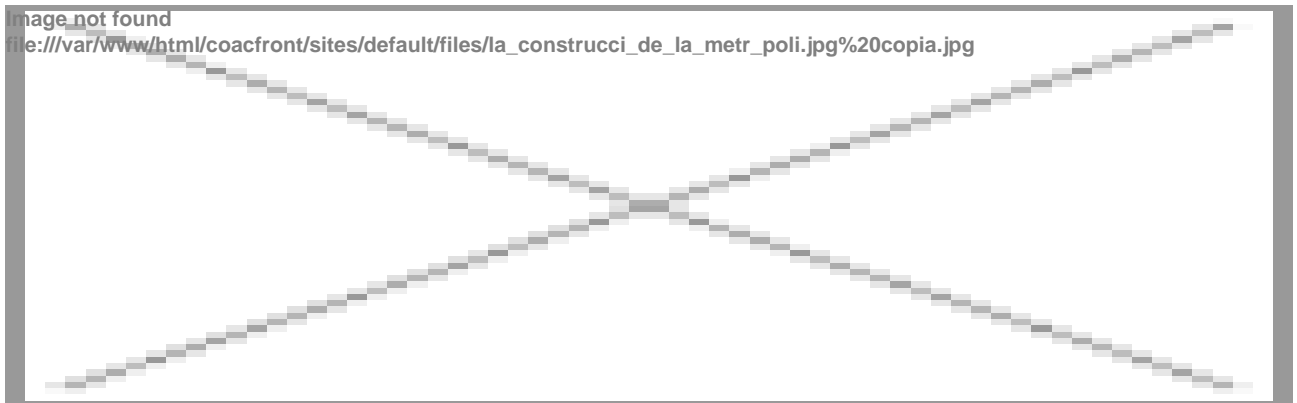 Image not found
file:///var/www/html/coacfront/sites/default/files/la_construcci_de_la_metr_poli.jpg%20copia.jpg